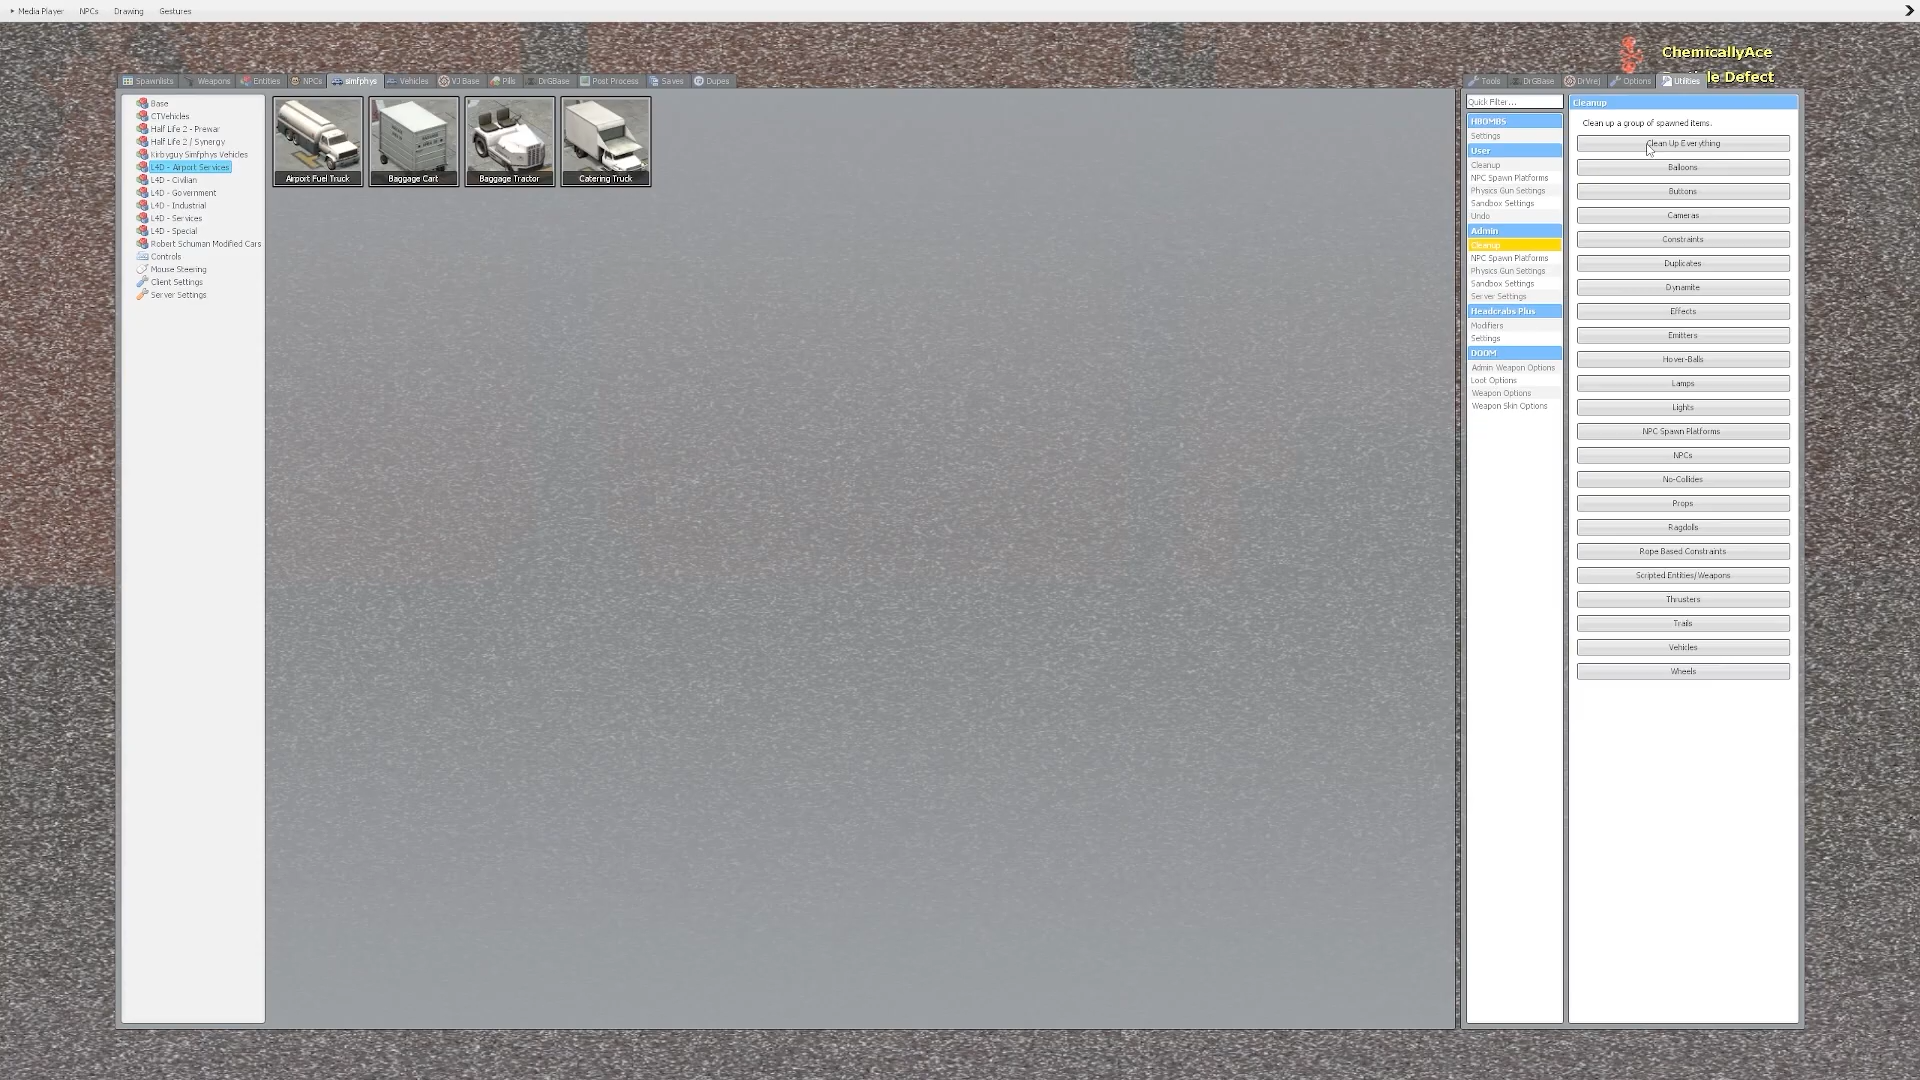 Media Player NPCs Drawing Gestures
ChemicallyAce
le Defect
Spawnlists Weapons Entities NPCs simfphys Vehicles VJ Base Pills DrGBase Post Process Saves Dupes
Base
CTVehicles
Half Life 2 - Prewar
Half Life 2 / Synergy
Kirbyguy Simfphys Vehicles
L4D - Airport Services
L4D - Civilian
L4D - Government
L4D - Industrial
L4D - Services
L4D - Special
Robert Schuman Modified Cars
Controls
Mouse Steering
Client Settings
Server Settings
Airport Fuel Truck
Baggage Cart
Baggage Tractor
Catering Truck
Tools DrGBase DrVrej Options Utilities
Quick Filter...
HBOMBS
Settings
User
Cleanup
NPC Spawn Platforms
Physics Gun Settings
Sandbox Settings
Undo
Admin
Cleanup
NPC Spawn Platforms
Physics Gun Settings
Sandbox Settings
Server Settings
Headcrabs Plus
Modifiers
Settings
DOOM
Admin Weapon Options
Loot Options
Weapon Options
Weapon Skin Options
Cleanup
Clean up a group of spawned items.
Clean Up Everything
Balloons
Buttons
Cameras
Constraints
Duplicates
Dynamite
Effects
Emitters
Hover-Balls
Lamps
Lights
NPC Spawn Platforms
NPCs
No-Collides
Props
Ragdolls
Rope Based Constraints
Scripted Entities/Weapons
Thrusters
Trails
Vehicles
Wheels